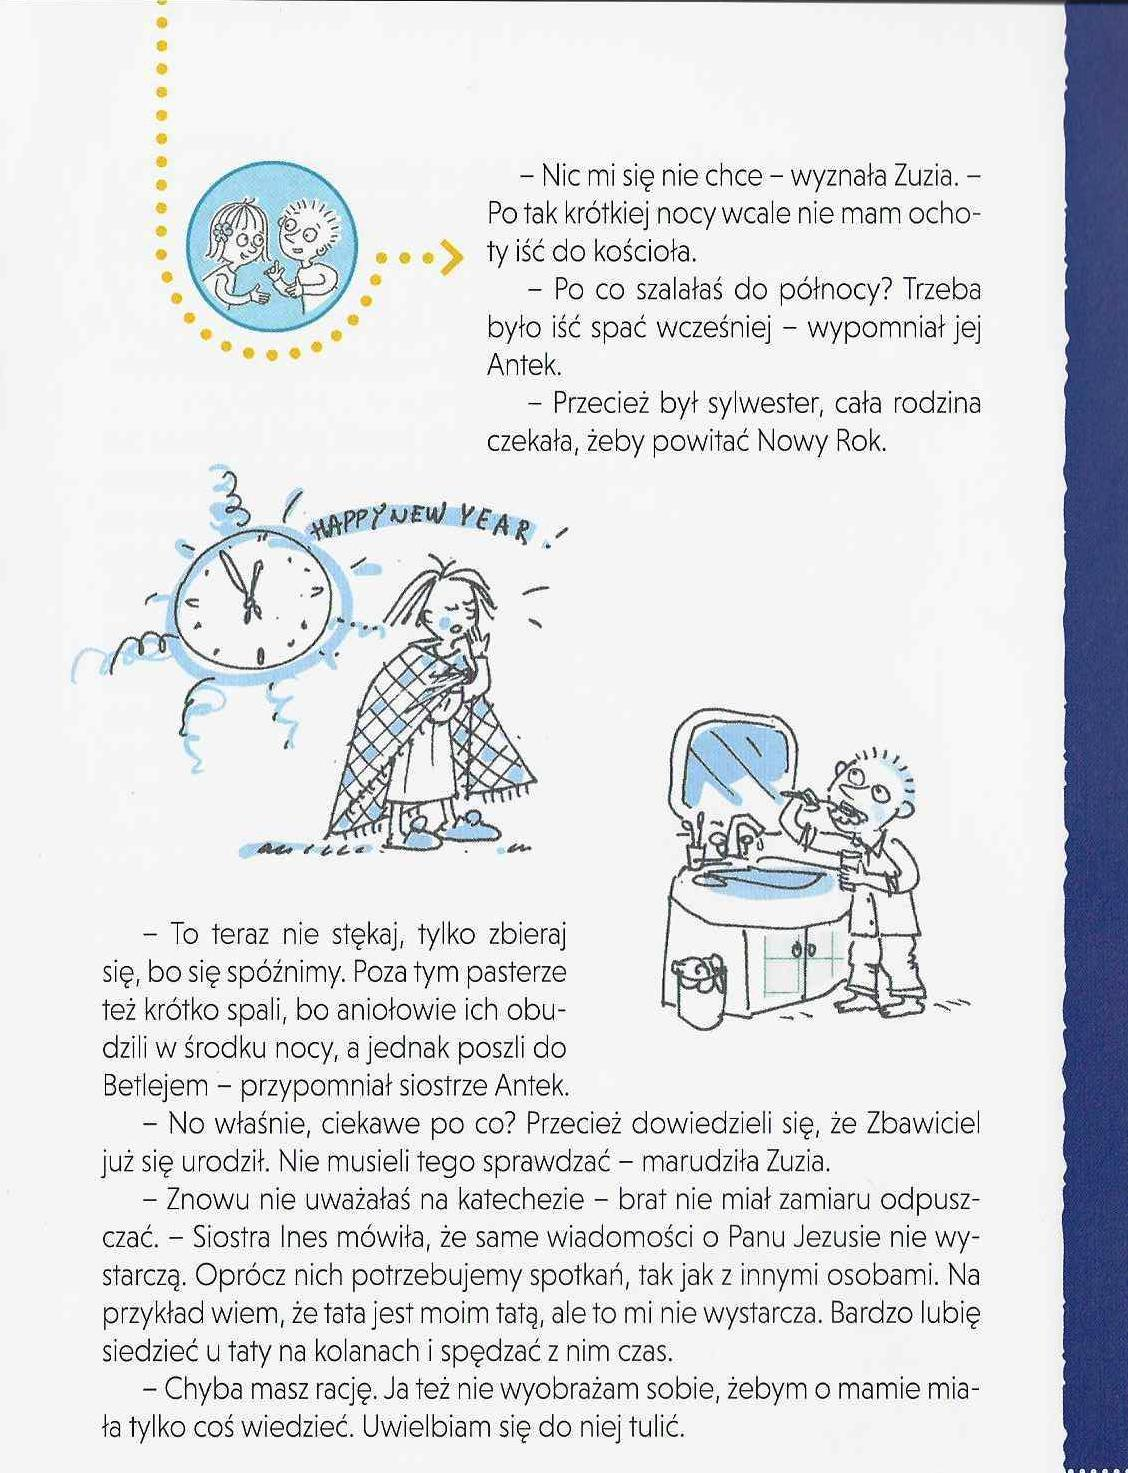 – Nic mi się nie chce – wyznała Zuzia. –
Po tak krótkiej nocy wcale nie mam ocho-
ty iść do kościoła.
– Po co szalałaś do północy? Trzeba
było iść spać wcześniej – wypomniał jej
Antek.
– Przecież był sylwester, cała rodzina
czekała, żeby powitać Nowy Rok.
HAPPY NEW YEAR!
– To teraz nie stękaj, tylko zbieraj
się, bo się spóźnimy. Poza tym pasterze
też krótko spali, bo aniołowie ich obu-
dzili w środku nocy, a jednak poszli do
Betlejem – przypomniał siostrze Antek.
– No właśnie, ciekawe po co? Przecież dowiedzieli się, że Zbawiciel
już się urodził. Nie musieli tego sprawdzać – marudziła Zuzia.
– Znowu nie uważałaś na katechezie – brat nie miał zamiaru odpusz-
czać. – Siostra Ines mówiła, że same wiadomości o Panu Jezusie nie wy-
starczą. Oprócz nich potrzebujemy spotkań, tak jak z innymi osobami. Na
przykład wiem, że tata jest moim tatą, ale to mi nie wystarcza. Bardzo lubię
siedzieć u taty na kolanach i spędzać z nim czas.
– Chyba masz rację. Ja też nie wyobrażam sobie, żebym o mamie mia-
ła tylko coś wiedzieć. Uwielbiam się do niej tulić.